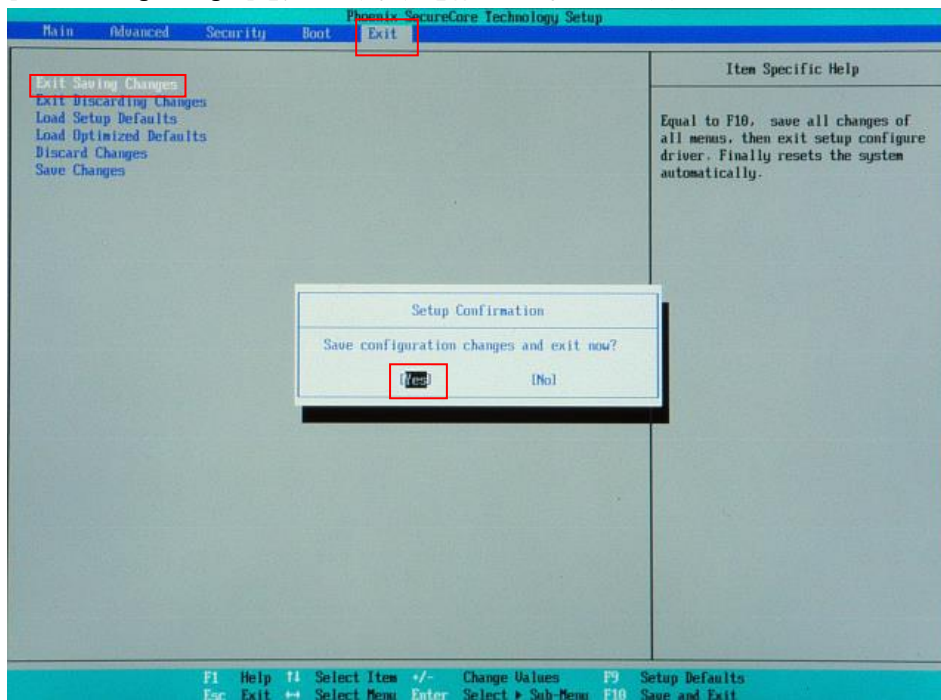 Phoenix SecureCore Technology Setup
Main Advanced Security Boot Exit
Item Specific Help
Exit Saving Changes
Exit Discarding Changes
Load Setup Defaults
Load Optimized Defaults
Discard Changes
Save Changes
Equal to F10, save all changes of
all menus, then exit setup configure
driver. Finally resets the system
automatically.
Setup Confirmation
Save configuration changes and exit now?
[Yes] [No]
F1 Help ↑↓ Select Item +/- Change Values F9 Setup Defaults
Esc Exit ↔ Select Menu Enter Select ▶ Sub-Menu F10 Save and Exit